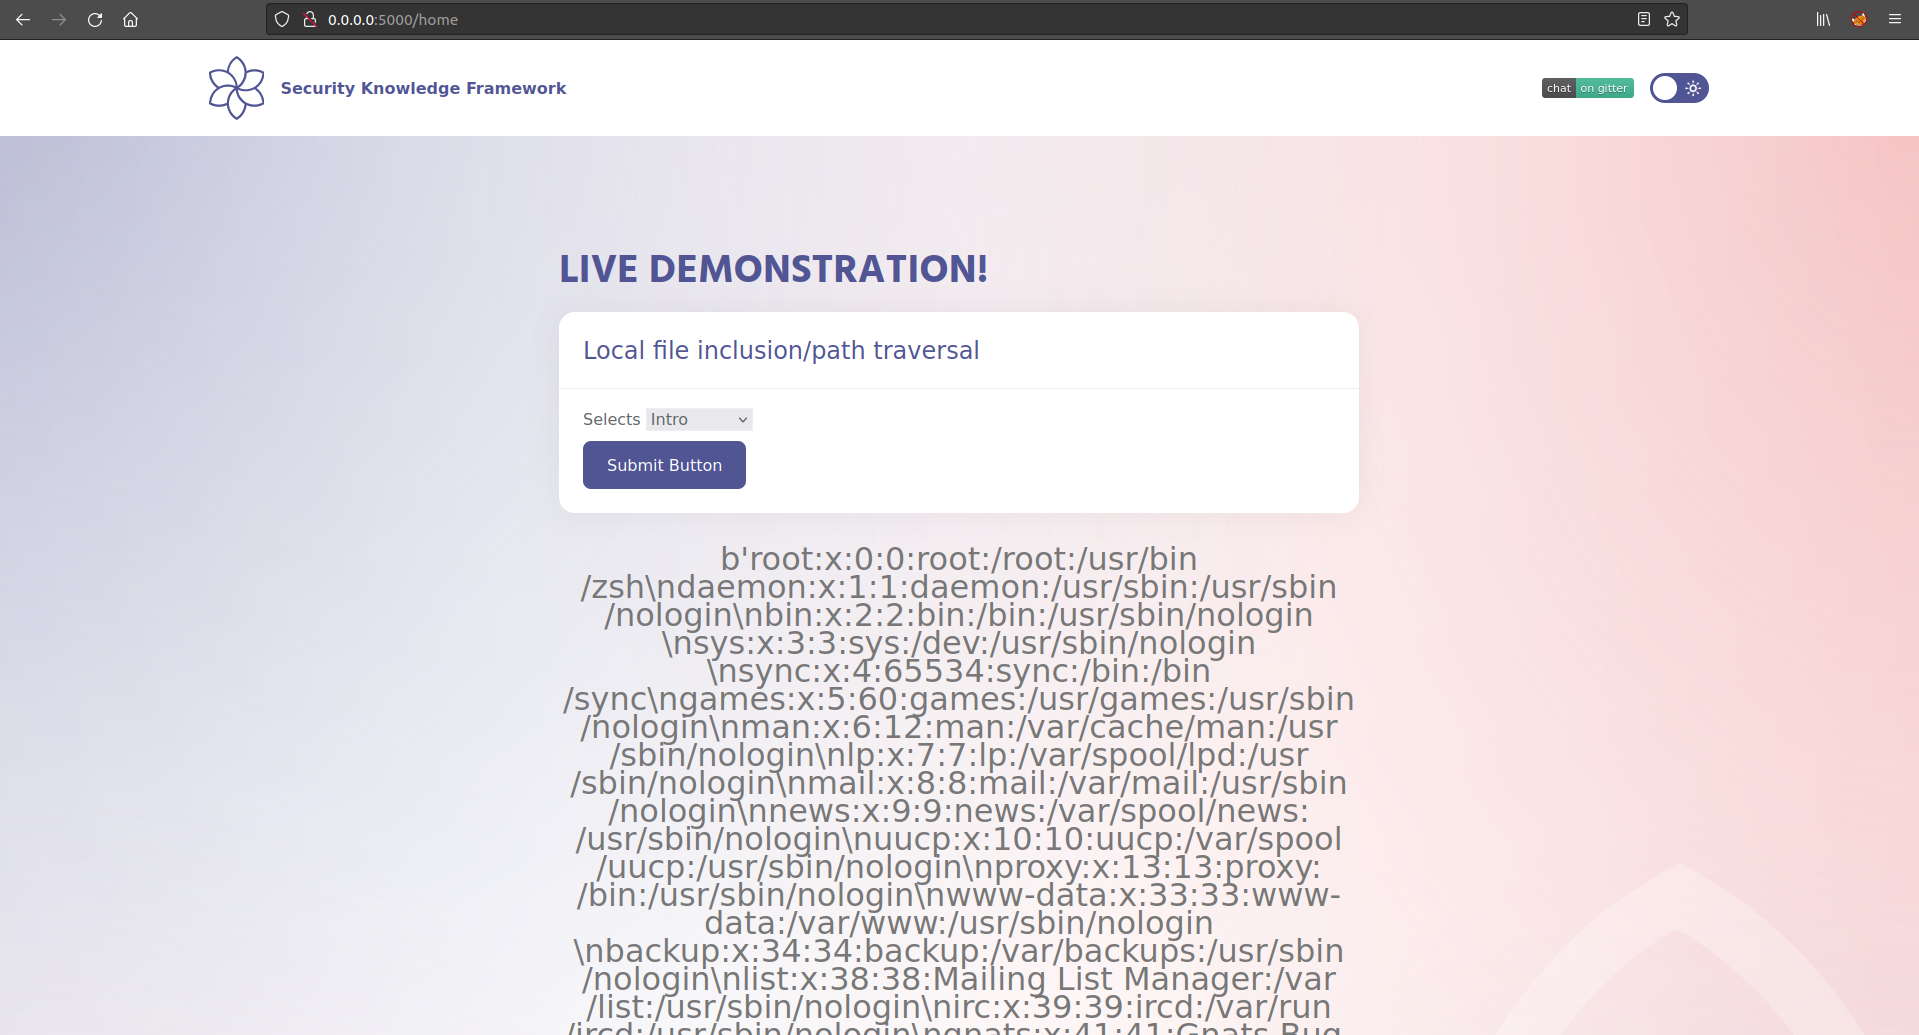 0.0.0.0:5000/home
Security Knowledge Framework
chat on gitter
LIVE DEMONSTRATION!
Local file inclusion/path traversal
Selects Intro
Submit Button
b'root:x:0:0:root:/root:/usr/bin
/zsh\ndaemon:x:1:1:daemon:/usr/sbin:/usr/sbin
/nologin\nbin:x:2:2:bin:/bin:/usr/sbin/nologin
\nsys:x:3:3:sys:/dev:/usr/sbin/nologin
\nsync:x:4:65534:sync:/bin:/bin
/sync\ngames:x:5:60:games:/usr/games:/usr/sbin
/nologin\nman:x:6:12:man:/var/cache/man:/usr
/sbin/nologin\nlp:x:7:7:lp:/var/spool/lpd:/usr
/sbin/nologin\nmail:x:8:8:mail:/var/mail:/usr/sbin
/nologin\nnews:x:9:9:news:/var/spool/news:
/usr/sbin/nologin\nuucp:x:10:10:uucp:/var/spool
/uucp:/usr/sbin/nologin\nproxy:x:13:13:proxy:
/bin:/usr/sbin/nologin\nwww-data:x:33:33:www-
data:/var/www:/usr/sbin/nologin
\nbackup:x:34:34:backup:/var/backups:/usr/sbin
/nologin\nlist:x:38:38:Mailing List Manager:/var
/list:/usr/sbin/nologin\nirc:x:39:39:ircd:/var/run
/ircd:/usr/sbin/nologin\ngnats:x:41:41:Gnats Bug